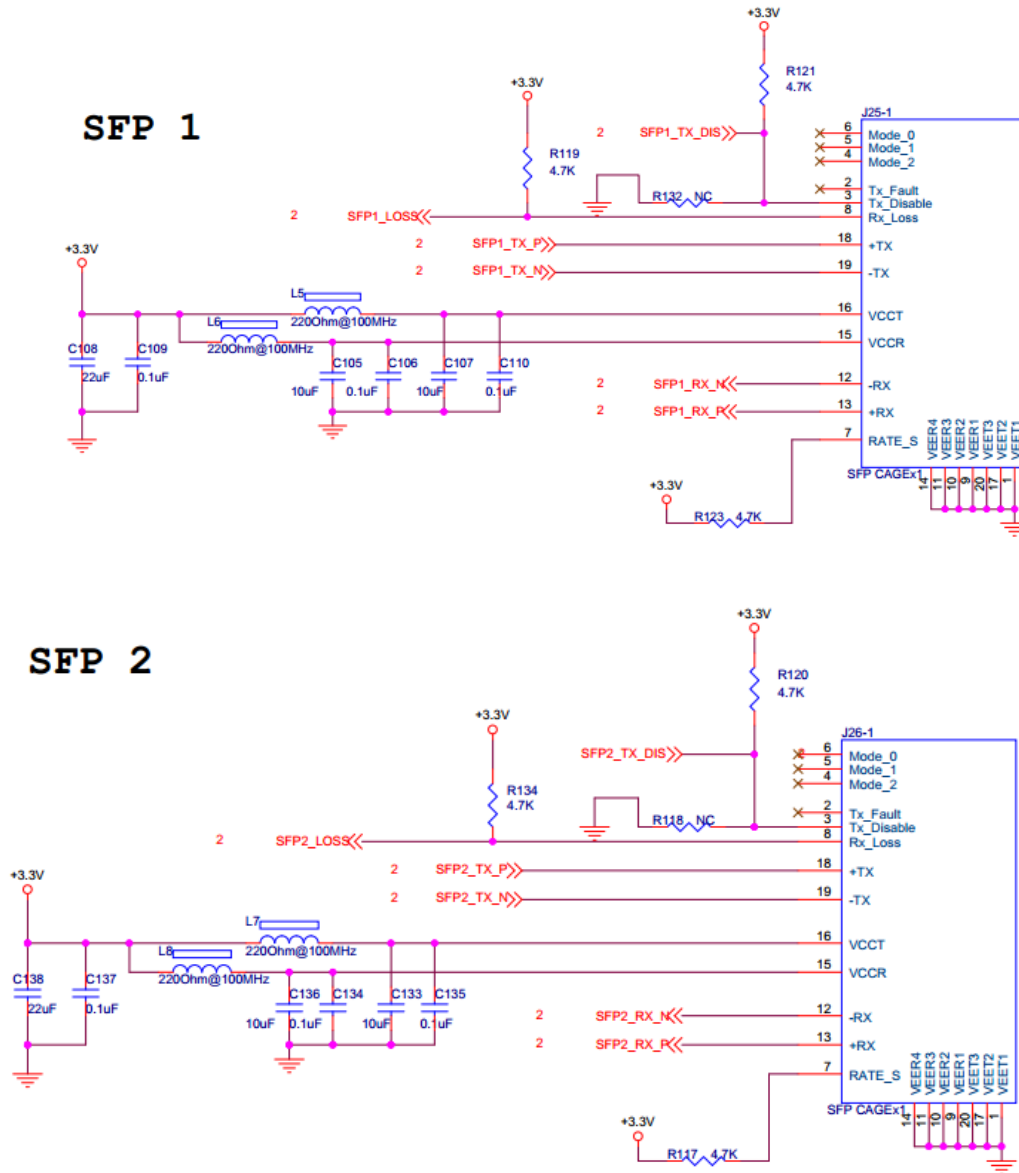 +3.3V
R121
4.7K
+3.3V
SFP 1
J25-1
2 SFP1_TX_DIS
6 Mode_0
5 Mode_1
4 Mode_2
R119
4.7K
2 Tx_Fault
R132 NC
3 Tx_Disable
2 SFP1_LOSS
8 Rx_Loss
2 SFP1_TX_P
18 +TX
+3.3V
2 SFP1_TX_N
19 -TX
L5
220Ohm@100MHz
16 VCCT
L6
220Ohm@100MHz
15 VCCR
C108
22uF
C109
0.1uF
C105
10uF
C106
0.1uF
C107
10uF
C110
0.1uF
2 SFP1_RX_N
12 -RX
2 SFP1_RX_P
13 +RX
7 RATE_S
VEER4
VEER3
VEER2
VEER1
VEET3
VEET2
VEET1
SFP CAGEx1
14
11
10
9
20
17
1
+3.3V
R123 4.7K
+3.3V
SFP 2
R120
4.7K
+3.3V
J26-1
SFP2_TX_DIS
6 Mode_0
5 Mode_1
4 Mode_2
R134
4.7K
2 Tx_Fault
R118 NC
3 Tx_Disable
2 SFP2_LOSS
8 Rx_Loss
2 SFP2_TX_P
18 +TX
+3.3V
2 SFP2_TX_N
19 -TX
L7
220Ohm@100MHz
16 VCCT
L8
220Ohm@100MHz
15 VCCR
C138
22uF
C137
0.1uF
C136
10uF
C134
0.1uF
C133
10uF
C135
0.1uF
2 SFP2_RX_N
12 -RX
2 SFP2_RX_P
13 +RX
7 RATE_S
VEER4
VEER3
VEER2
VEER1
VEET3
VEET2
VEET1
SFP CAGEx1
14
11
10
9
20
17
1
+3.3V
R117 4.7K